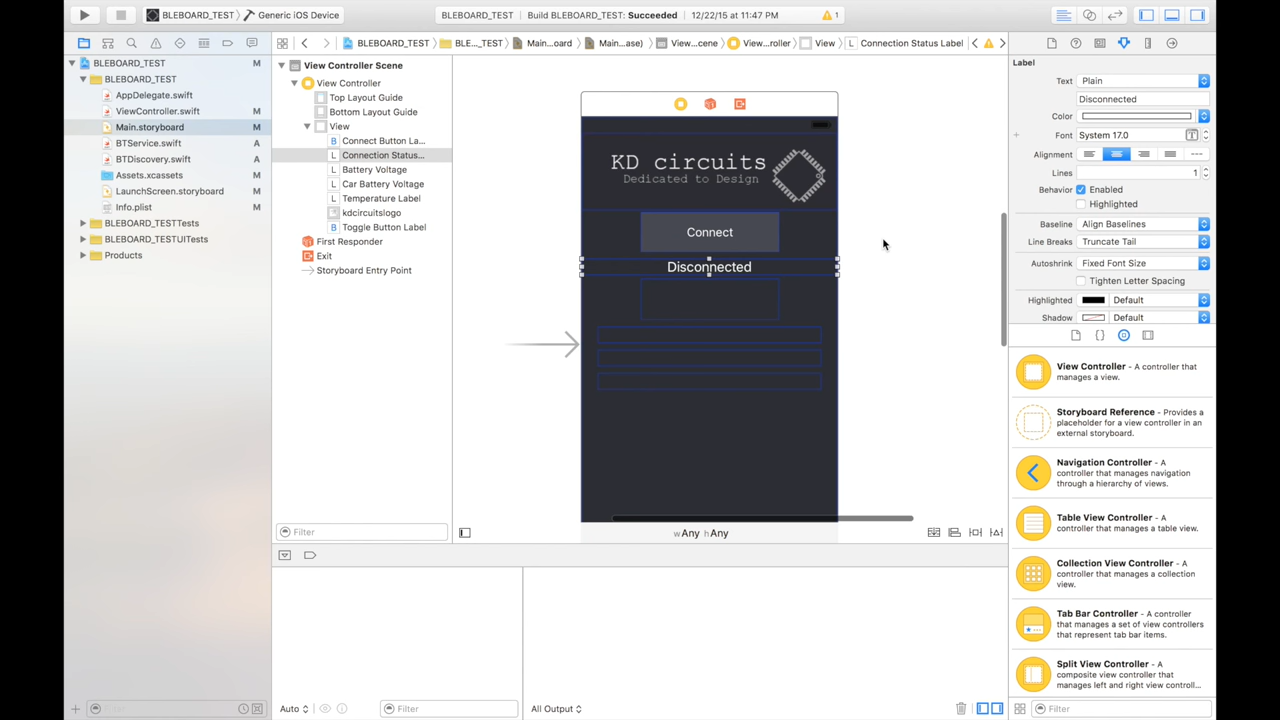 BLEBOARD_TEST
Generic iOS Device
BLEBOARD_TEST
Build BLEBOARD_TEST: Succeeded
12/22/15 at 11:47 PM
1
BLEBOARD_TEST
BLE..._TEST
Main...oard
Main...ase)
View...cene
View...roller
View
L
Connection Status Label
BLEBOARD_TEST
M
BLEBOARD_TEST
AppDelegate.swift
ViewController.swift
M
Main.storyboard
M
BTService.swift
A
BTDiscovery.swift
A
Assets.xcassets
M
LaunchScreen.storyboard
M
Info.plist
M
BLEBOARD_TESTTests
BLEBOARD_TESTUITests
Products
Filter
View Controller Scene
View Controller
Top Layout Guide
Bottom Layout Guide
View
B
Connect Button La...
L
Connection Status...
L
Battery Voltage
L
Car Battery Voltage
L
Temperature Label
kdcircuitslogo
B
Toggle Button Label
First Responder
Exit
Storyboard Entry Point
Filter
KD circuits
Dedicated to Design
Connect
Disconnected
wAny hAny
Auto
Filter
All Output
Label
Text
Plain
Disconnected
Color
Font
System 17.0
T
Alignment
Lines
1
Behavior
Enabled
Highlighted
Baseline
Align Baselines
Line Breaks
Truncate Tail
Autoshrink
Fixed Font Size
Tighten Letter Spacing
Highlighted
Default
Shadow
Default
View Controller - A controller that
manages a view.
Storyboard Reference - Provides a
placeholder for a view controller in an
external storyboard.
Navigation Controller - A
controller that manages navigation
through a hierarchy of views.
Table View Controller - A
controller that manages a table view.
Collection View Controller - A
controller that manages a collection
view.
Tab Bar Controller - A controller
that manages a set of view controllers
that represent tab bar items.
Split View Controller - A
composite view controller that
manages left and right view controll...
Filter